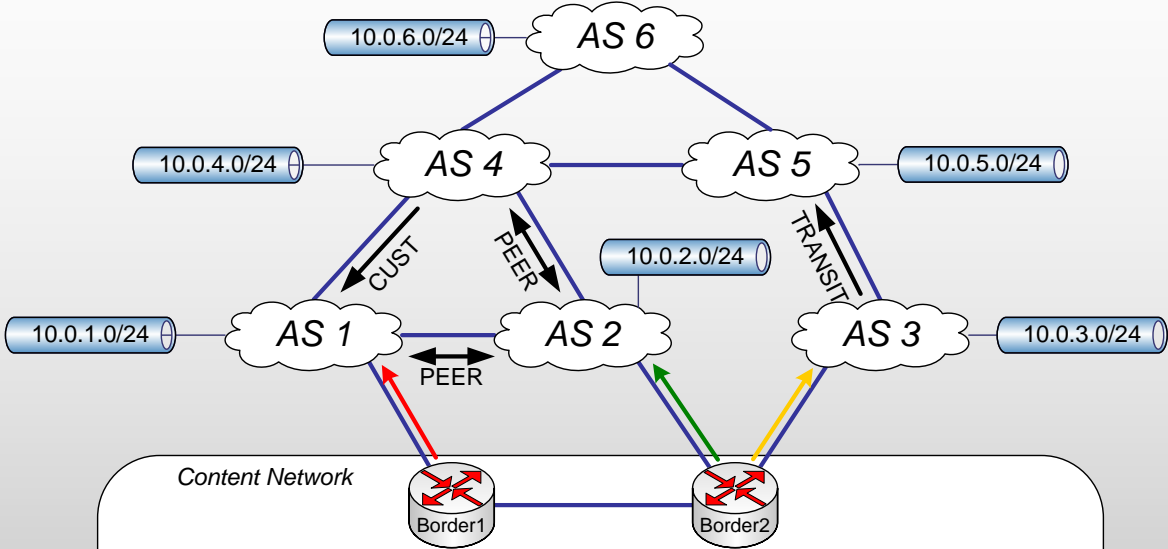 10.0.6.0/24
AS 6
10.0.4.0/24
AS 4
AS 5
10.0.5.0/24
CUST
PEER
10.0.2.0/24
TRANSIT
10.0.1.0/24
AS 1
AS 2
AS 3
10.0.3.0/24
PEER
Content Network
Border1
Border2